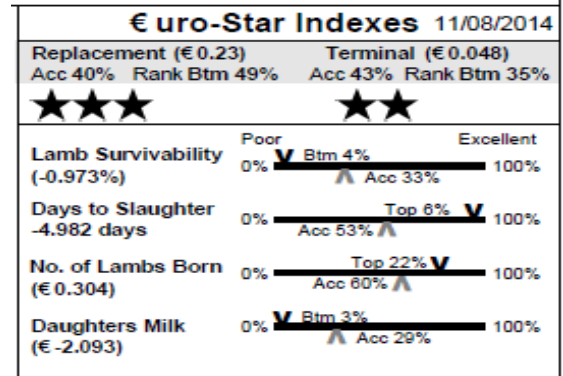 €uro-Star Indexes 11/08/2014
Replacement (€0.23) Terminal (€0.048)
Acc 40% Rank Btm 49% Acc 43% Rank Btm 35%
Poor Excellent
Lamb Survivability 0% Btm 4% 100%
(-0.973%) Acc 33%
Days to Slaughter 0% Top 6% 100%
-4.982 days Acc 53%
No. of Lambs Born 0% Top 22% 100%
(€0.304) Acc 60%
Daughters Milk 0% Btm 3% 100%
(€-2.093) Acc 29%